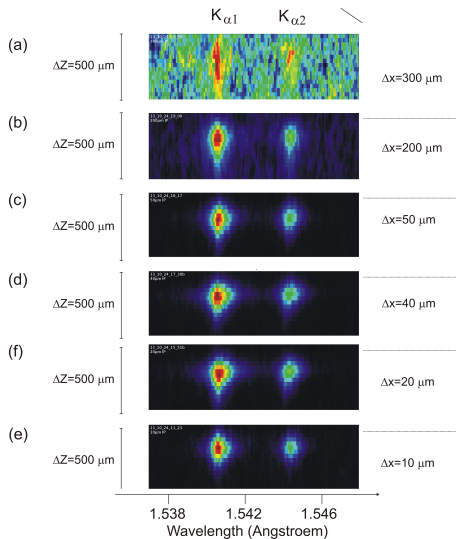 Kα1 Kα2
(a) ΔZ=500 μm Δx=300 μm
(b) ΔZ=500 μm Δx=200 μm
(c) ΔZ=500 μm Δx=50 μm
(d) ΔZ=500 μm Δx=40 μm
(f) ΔZ=500 μm Δx=20 μm
(e) ΔZ=500 μm Δx=10 μm
1.538 1.542 1.546
Wavelength (Angstroem)